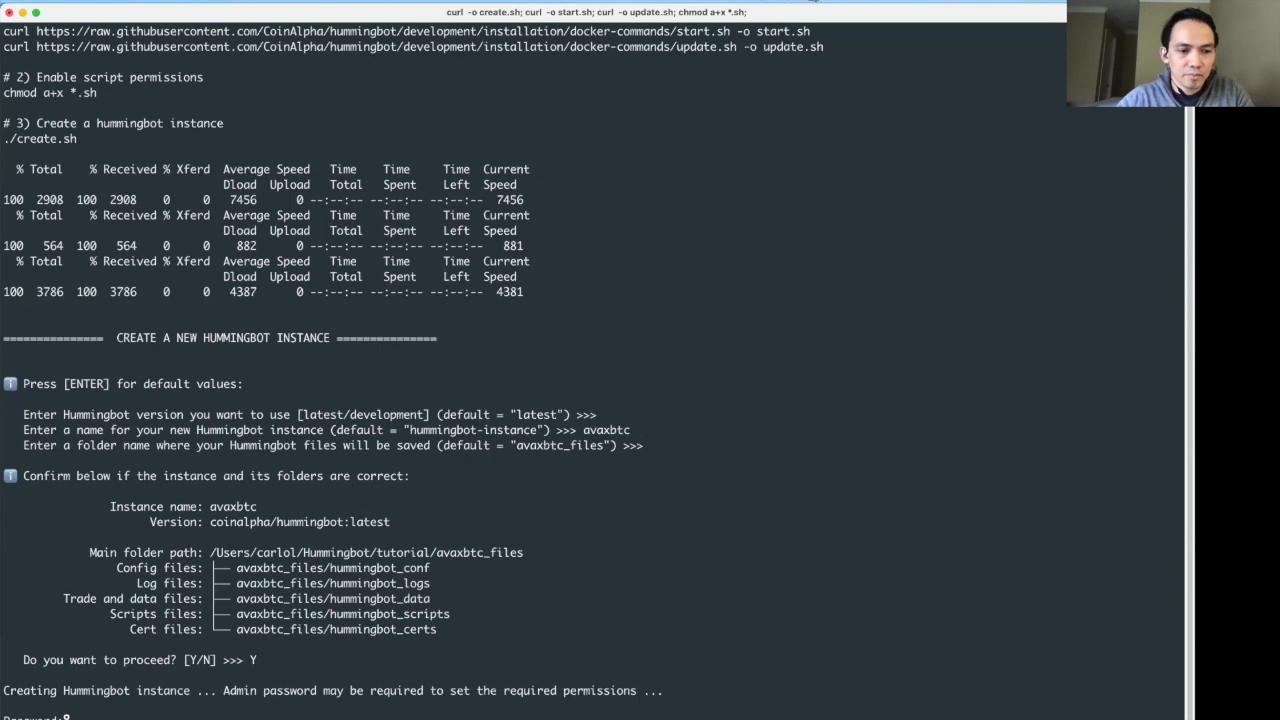 curl -o create.sh; curl -o start.sh; curl -o update.sh; chmod a+x *.sh;
curl https://raw.githubusercontent.com/CoinAlpha/hummingbot/development/installation/docker-commands/start.sh -o start.sh
curl https://raw.githubusercontent.com/CoinAlpha/hummingbot/development/installation/docker-commands/update.sh -o update.sh
# 2) Enable script permissions
chmod a+x *.sh
# 3) Create a hummingbot instance
./create.sh
% Total % Received % Xferd Average Speed Time Time Time Current
Dload Upload Total Spent Left Speed
100 2908 100 2908 0 0 7456 0 --:--:-- --:--:-- --:--:-- 7456
% Total % Received % Xferd Average Speed Time Time Time Current
Dload Upload Total Spent Left Speed
100 564 100 564 0 0 882 0 --:--:-- --:--:-- --:--:-- 881
% Total % Received % Xferd Average Speed Time Time Time Current
Dload Upload Total Spent Left Speed
100 3786 100 3786 0 0 4387 0 --:--:-- --:--:-- --:--:-- 4381
=============== CREATE A NEW HUMMINGBOT INSTANCE ===============
ℹ️ Press [ENTER] for default values:
Enter Hummingbot version you want to use [latest/development] (default = "latest") >>>
Enter a name for your new Hummingbot instance (default = "hummingbot-instance") >>> avaxbtc
Enter a folder name where your Hummingbot files will be saved (default = "avaxbtc_files") >>>
ℹ️ Confirm below if the instance and its folders are correct:
Instance name: avaxbtc
Version: coinalpha/hummingbot:latest
Main folder path: /Users/carlol/Hummingbot/tutorial/avaxbtc_files
Config files: ├── avaxbtc_files/hummingbot_conf
Log files: ├── avaxbtc_files/hummingbot_logs
Trade and data files: ├── avaxbtc_files/hummingbot_data
Scripts files: ├── avaxbtc_files/hummingbot_scripts
Cert files: └── avaxbtc_files/hummingbot_certs
Do you want to proceed? [Y/N] >>> Y
Creating Hummingbot instance ... Admin password may be required to set the required permissions ...
Password: